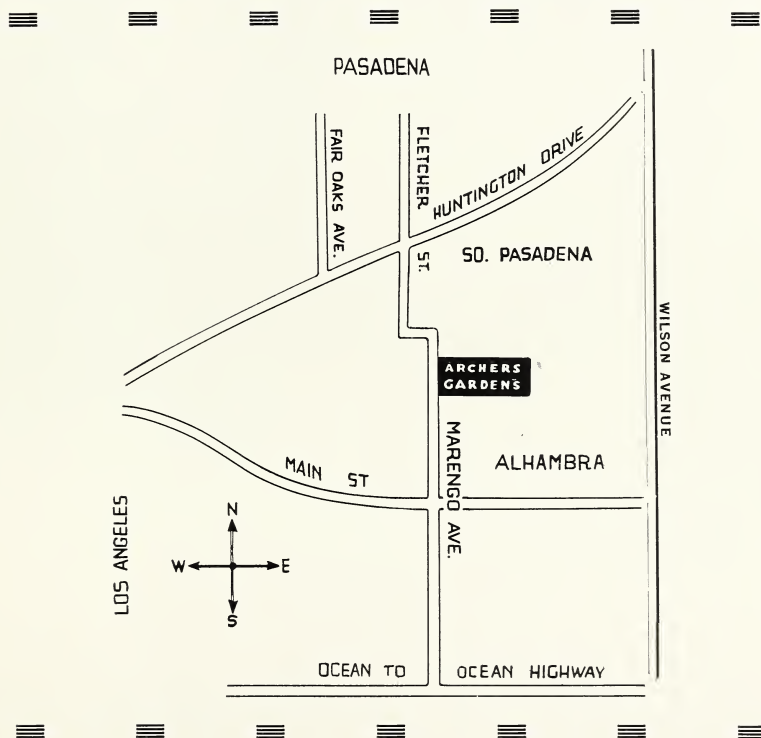 PASADENA
FAIR OAKS AVE.
FLETCHER ST.
HUNTINGTON DRIVE
SO. PASADENA
WILSON AVENUE
ARCHERS
GARDENS
MARENGO AVE.
ALHAMBRA
MAIN ST
LOS ANGELES
N
W E
S
OCEAN TO OCEAN HIGHWAY